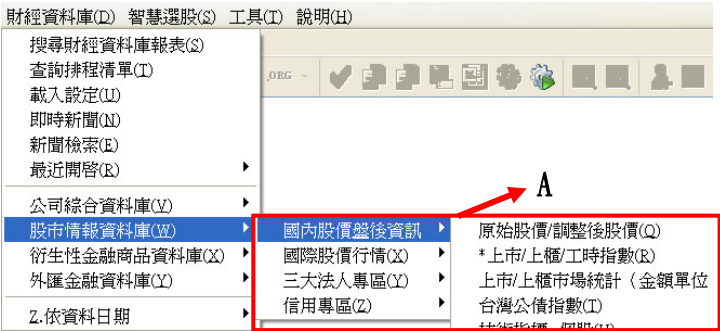 財經資料庫(D) 智慧選股(S) 工具(T) 說明(H)
搜尋財經資料庫報表(S)
查詢排程清單(T)
載入設定(U)
即時新聞(N)
新聞檢索(E)
最近開啓(R)
公司綜合資料庫(V)
股市情報資料庫(W)
衍生性金融商品資料庫(X)
外匯金融資料庫(Y)
Z.依資料日期
.ORG
A
國內股價盤後資訊
國際股價行情(X)
三大法人專區(Y)
信用專區(Z)
原始股價/調整後股價(Q)
*上市/上櫃/工時指數(R)
上市/上櫃市場統計（金額單位
台灣公債指數(T)